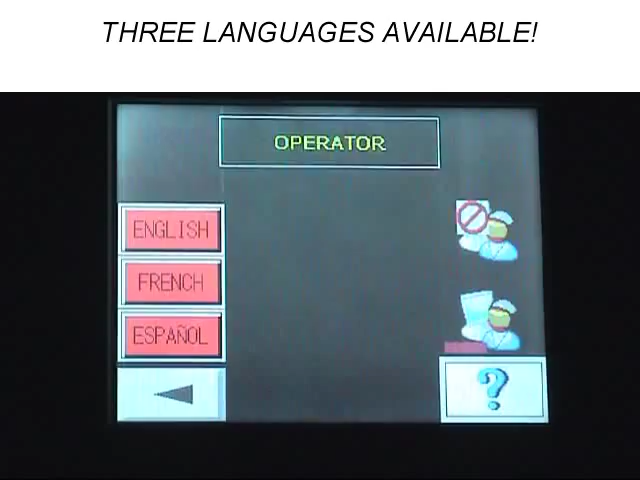 THREE LANGUAGES AVAILABLE!
OPERATOR
ENGLISH
FRENCH
ESPAÑOL
?